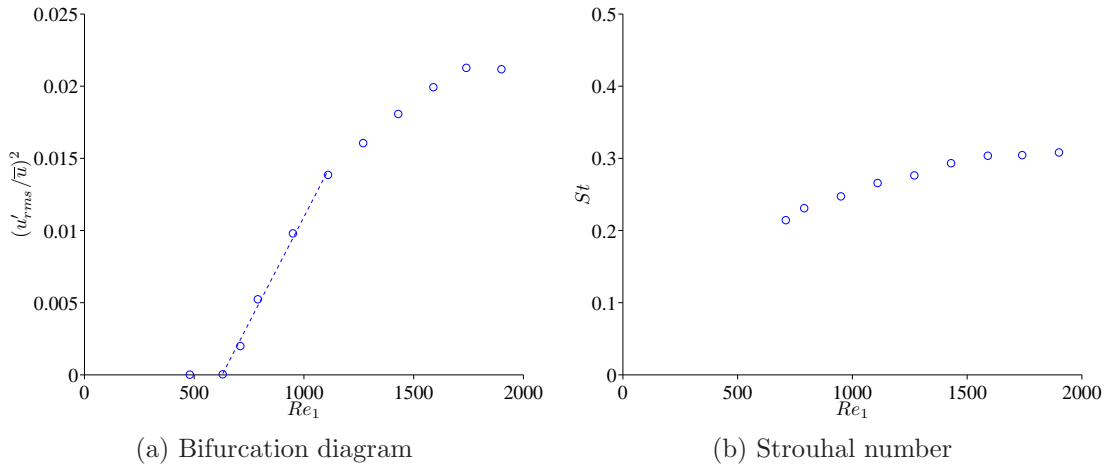 0.025
0.02
0.015
0.01
0.005
0
(u′rms/u̅)²
0 500 1000 1500 2000
Re₁
(a) Bifurcation diagram
0.5
0.4
0.3
0.2
0.1
0
St
0 500 1000 1500 2000
Re₁
(b) Strouhal number